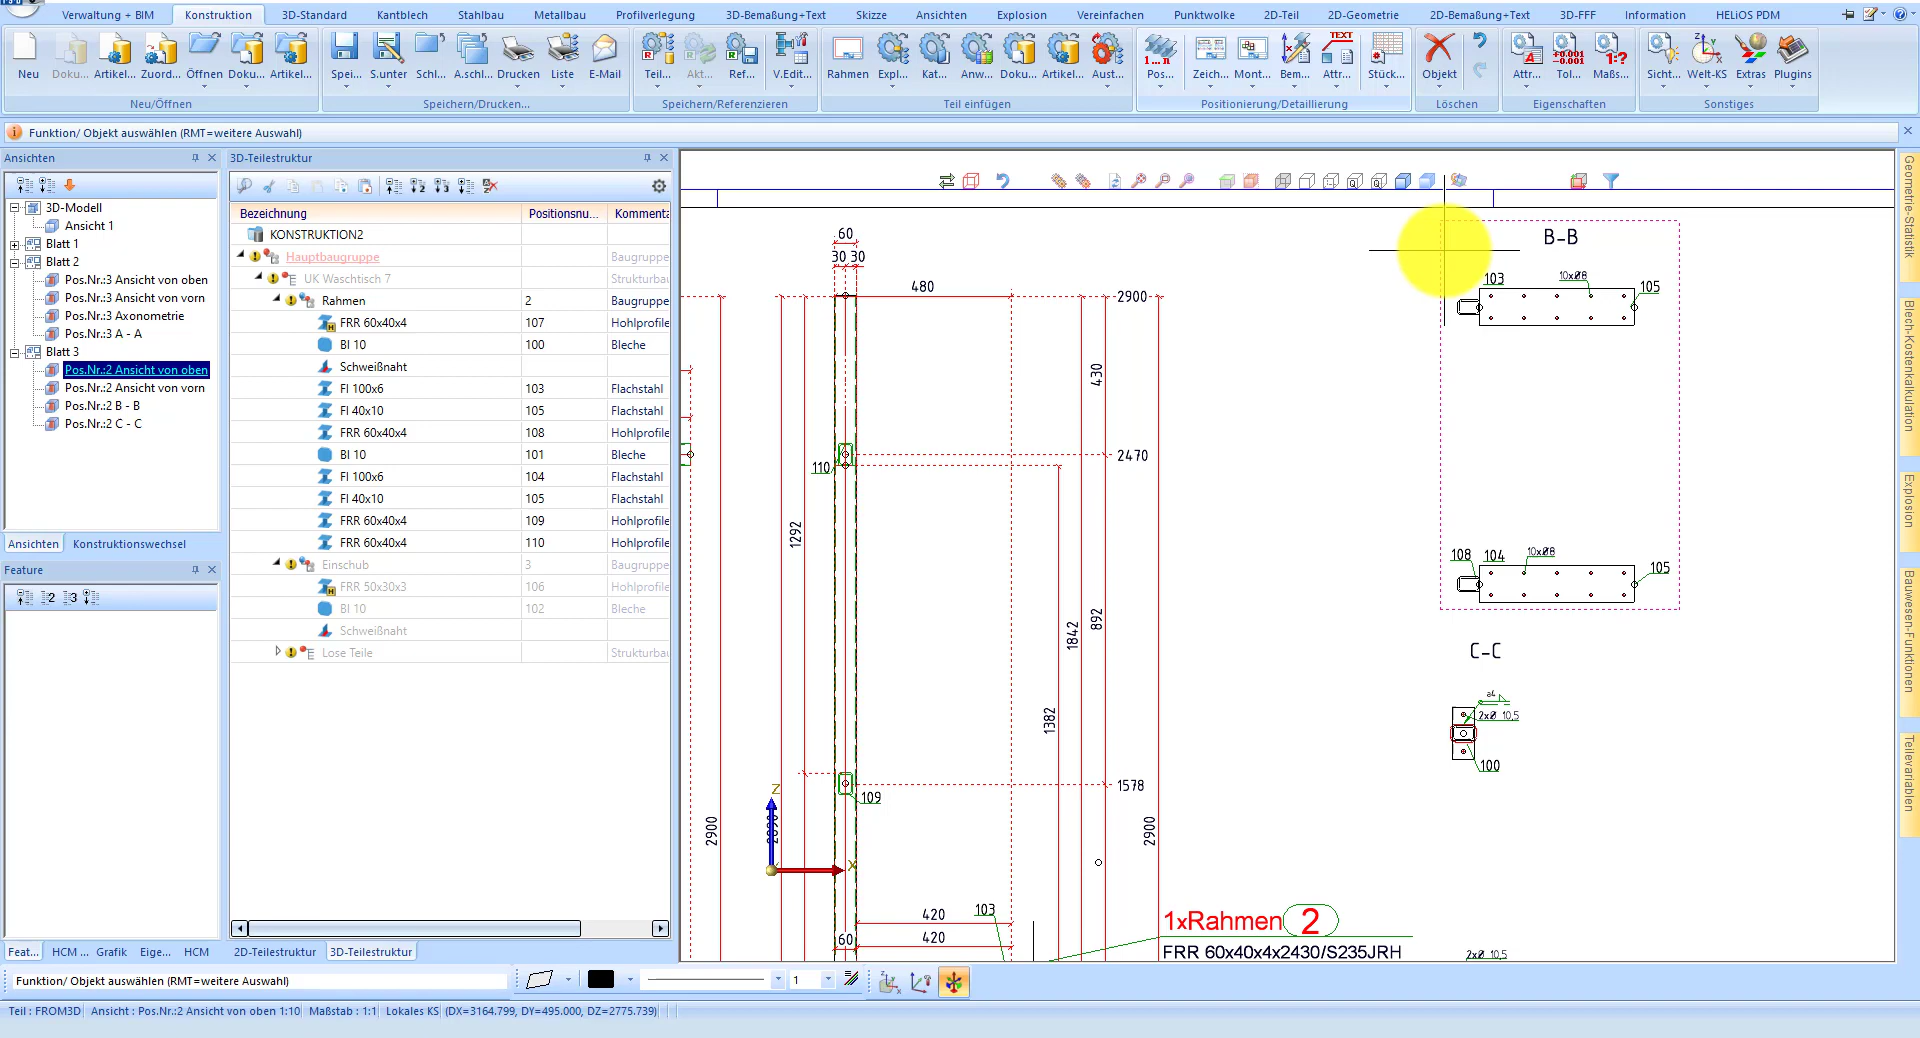 Verwaltung + BIM Konstruktion 3D-Standard Kantblech Stahlbau Metallbau Profilverlegung 3D-Bemaßung+Text Skizze Ansichten Explosion Vereinfachen Punktwolke 2D-Teil 2D-Geometrie 2D-Bemaßung+Text 3D-FFF Information HELiOS PDM
Neu Doku... Artikel... Zuord... Öffnen Doku... Artikel... Spei... S.unter Schl... A.schl... Drucken Liste E-Mail Teil... Akt... Ref... V.Edit... Rahmen Expl... Kat... Anw... Doku... Artikel... Aust... Pos... Zeich... Mont... Bem... Attr... Stück... Objekt Attr... Tol... Maßs... Sicht... Welt-KS Extras Plugins
Neu/Öffnen Speichern/Drucken... Speichern/Referenzieren Teil einfügen Positionierung/Detaillierung Löschen Eigenschaften Sonstiges
Funktion/ Objekt auswählen (RMT=weitere Auswahl)
Ansichten
3D-Modell
Ansicht 1
Blatt 1
Blatt 2
Pos.Nr.:3 Ansicht von oben
Pos.Nr.:3 Ansicht von vorn
Pos.Nr.:3 Axonometrie
Pos.Nr.:3 A - A
Blatt 3
Pos.Nr.:2 Ansicht von oben
Pos.Nr.:2 Ansicht von vorn
Pos.Nr.:2 B - B
Pos.Nr.:2 C - C
Ansichten Konstruktionswechsel
Feature
Feat... HCM ... Grafik Eige... HCM
3D-Teilestruktur
Bezeichnung Positionsnu... Kommenta
KONSTRUKTION2
Hauptbaugruppe Baugruppe
UK Waschtisch 7 Strukturbau
Rahmen 2 Baugruppe
FRR 60x40x4 107 Hohlprofile
Bl 10 100 Bleche
Schweißnaht
Fl 100x6 103 Flachstahl
Fl 40x10 105 Flachstahl
FRR 60x40x4 108 Hohlprofile
Bl 10 101 Bleche
Fl 100x6 104 Flachstahl
Fl 40x10 105 Flachstahl
FRR 60x40x4 109 Hohlprofile
FRR 60x40x4 110 Hohlprofile
Einschub 3 Baugruppe
FRR 50x30x3 106 Hohlprofile
Bl 10 102 Bleche
Schweißnaht
Lose Teile Strukturbau
2D-Teilestruktur 3D-Teilestruktur
60
30 30
480
2900
430
2470
110
1292
892
1842
1382
1578
109
2900
2900
Z
X
420
103
420
60
B-B
103
10xØ8
105
108
104
10xØ8
105
C-C
a4
2xØ 10,5
100
1xRahmen 2
FRR 60x40x4x2430/S235JRH
2xØ 10,5
Geometrie-Statistik
Blech-Kostenkalkulation
Explosion
Bauwesen-Funktionen
Teilevariablen
Funktion/ Objekt auswählen (RMT=weitere Auswahl)
1
Teil : FROM3D Ansicht : Pos.Nr.:2 Ansicht von oben 1:10 Maßstab : 1:1 Lokales KS (DX=3164.799, DY=495.000, DZ=2775.739)